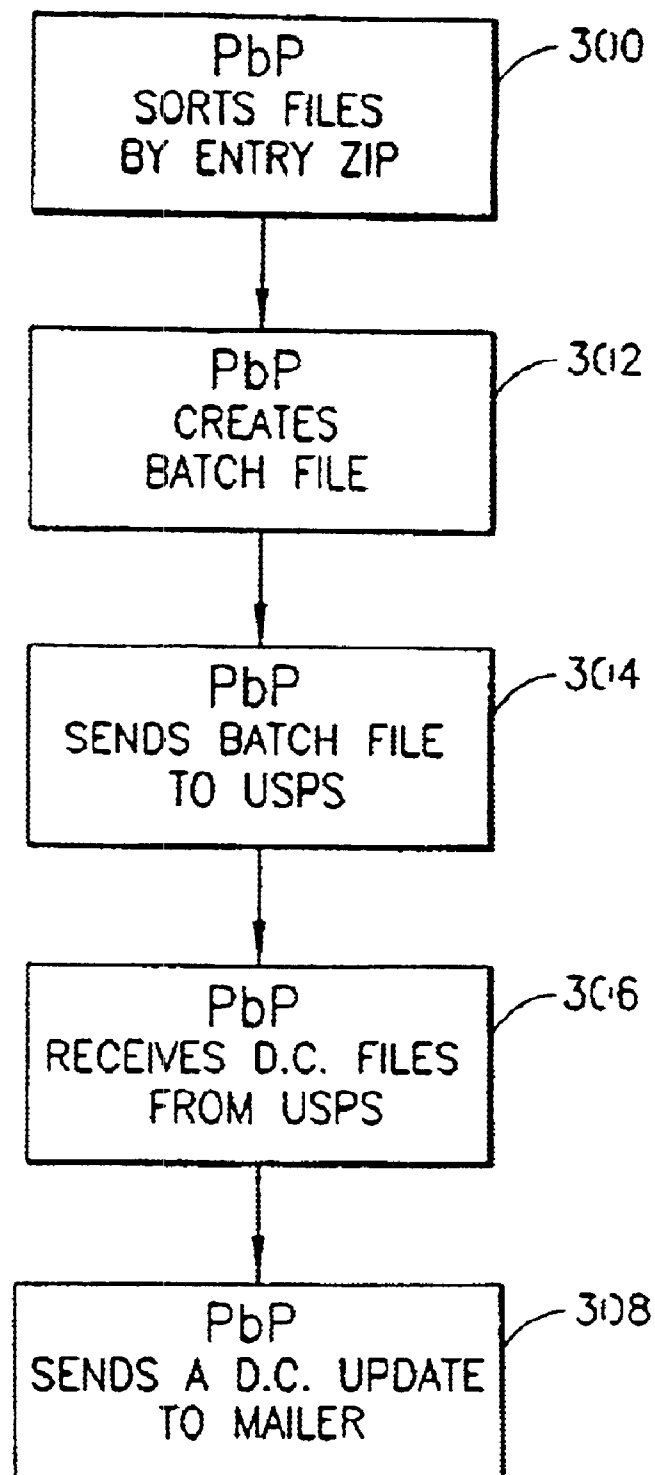 PbP
SORTS FILES
BY ENTRY ZIP
300
PbP
CREATES
BATCH FILE
302
PbP
SENDS BATCH FILE
TO USPS
304
PbP
RECEIVES D.C. FILES
FROM USPS
306
PbP
SENDS A D.C. UPDATE
TO MAILER
308